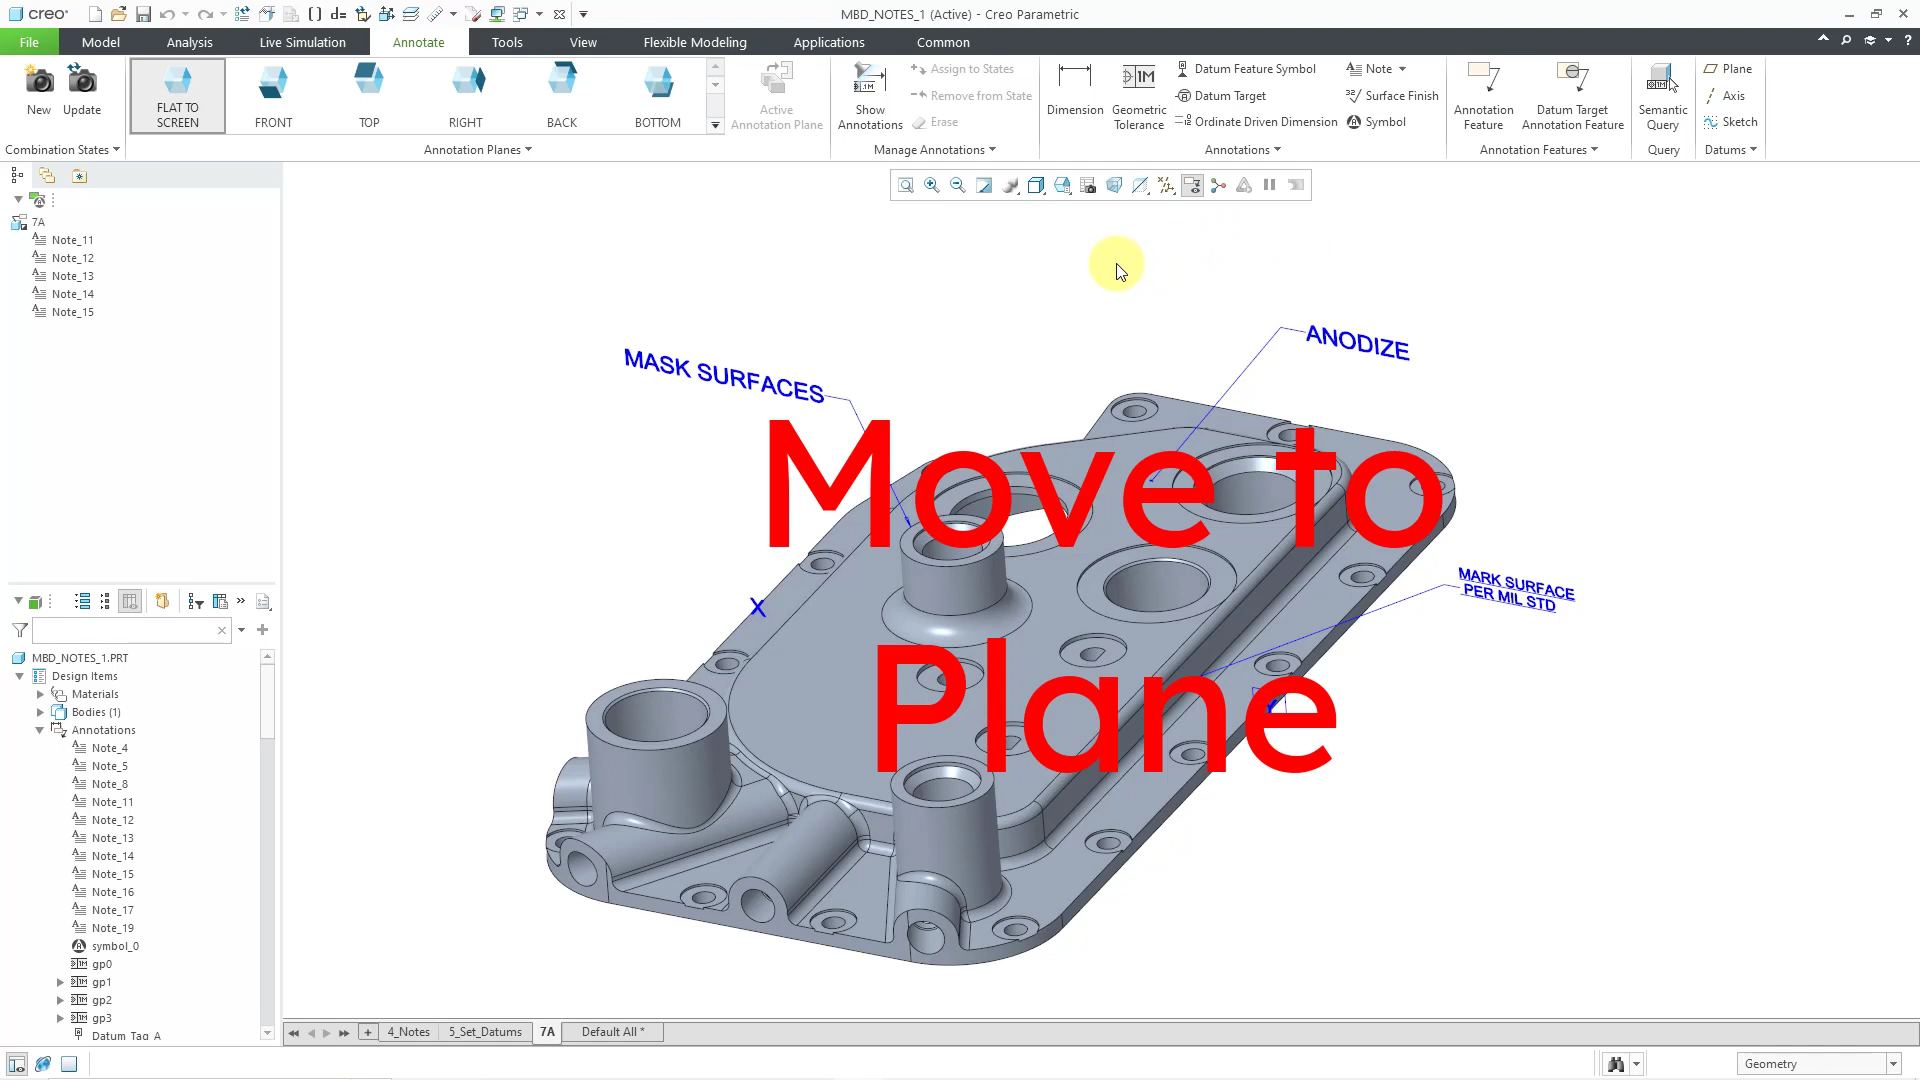 creo
MBD_NOTES_1 (Active) - Creo Parametric
File
Model
Analysis
Live Simulation
Annotate
Tools
View
Flexible Modeling
Applications
Common
New
Update
Combination States
FLAT TO
SCREEN
FRONT
TOP
RIGHT
BACK
BOTTOM
Annotation Planes
Active
Annotation Plane
Show
Annotations
Assign to States
Remove from State
Erase
Manage Annotations
Dimension
Geometric
Tolerance
Datum Feature Symbol
Datum Target
Ordinate Driven Dimension
Note
Surface Finish
Symbol
Annotations
Annotation
Feature
Datum Target
Annotation Feature
Annotation Features
Semantic
Query
Query
Plane
Axis
Sketch
Datums
7A
Note_11
Note_12
Note_13
Note_14
Note_15
MBD_NOTES_1.PRT
Design Items
Materials
Bodies (1)
Annotations
Note_4
Note_5
Note_8
Note_11
Note_12
Note_13
Note_14
Note_15
Note_16
Note_17
Note_19
symbol_0
gp0
gp1
gp2
gp3
Datum Tag A
MASK SURFACES
ANODIZE
MARK SURFACE
PER MIL STD
X
Move to
Plane
4_Notes
5_Set_Datums
7A
Default All *
Geometry